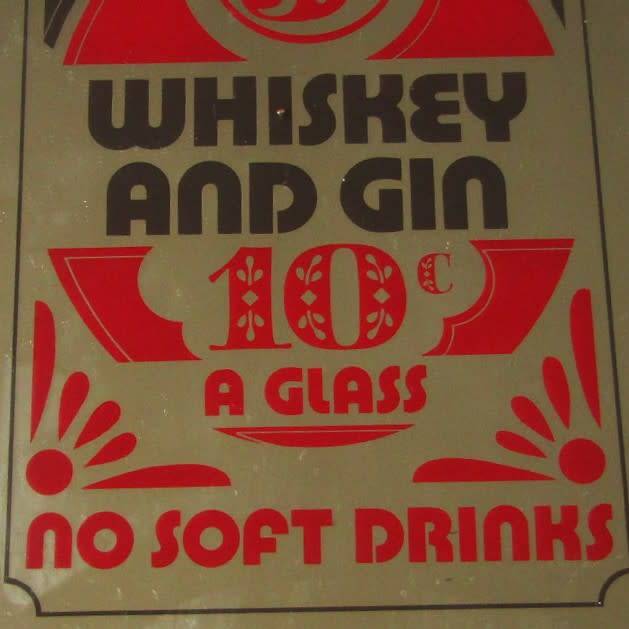 WHISKEY
AND GIN
10¢
A GLASS
NO SOFT DRINKS